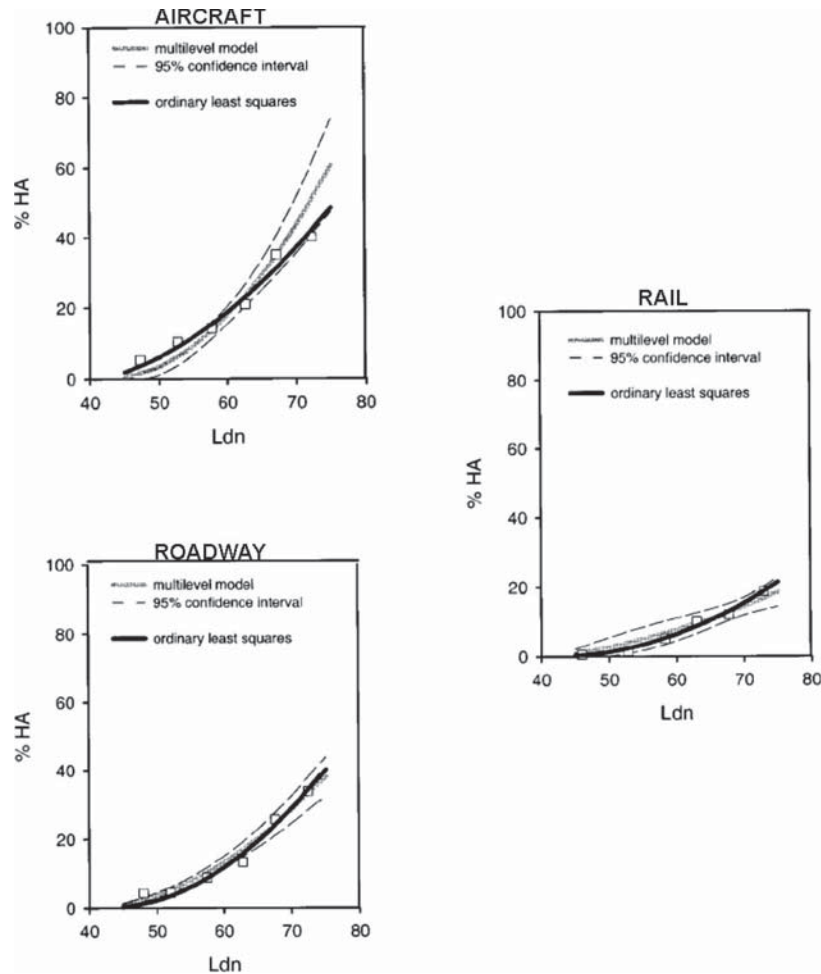 AIRCRAFT
100
80
60
40
20
0
% HA
multilevel model
95% confidence interval
ordinary least squares
40 50 60 70 80
Ldn
RAIL
100
80
60
40
20
0
% HA
multilevel model
95% confidence interval
ordinary least squares
40 50 60 70 80
Ldn
ROADWAY
100
80
60
40
20
0
% HA
multilevel model
95% confidence interval
ordinary least squares
40 50 60 70 80
Ldn